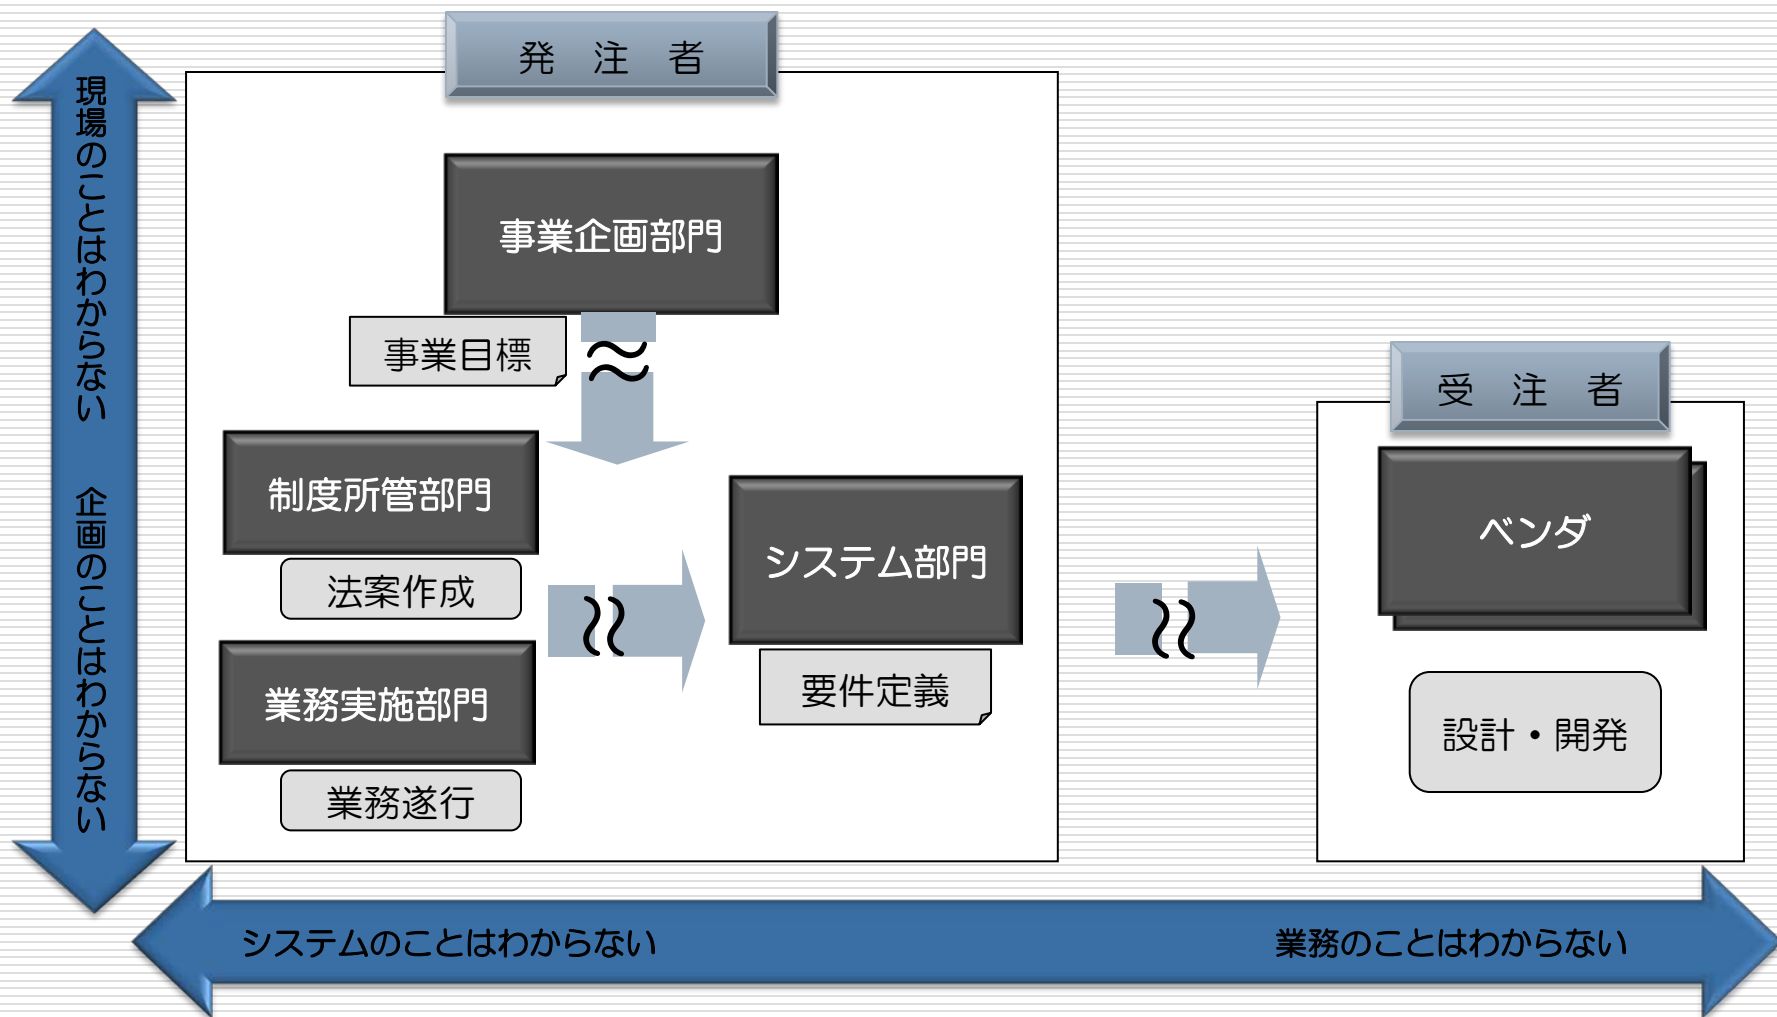 発 注 者
現場のことはわからない
企画のことはわからない
事業企画部門
事業目標
制度所管部門
法案作成
業務実施部門
業務遂行
システム部門
要件定義
受 注 者
ベンダ
設計・開発
システムのことはわからない
業務のことはわからない